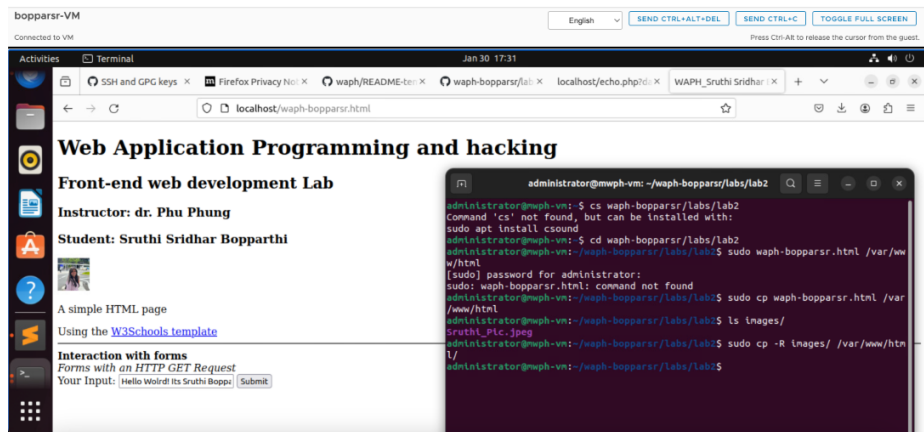 bopparsr-VM
English
SEND CTRL+ALT+DEL
SEND CTRL+C
TOGGLE FULL SCREEN
Connected to VM
Press Ctrl-Alt to release the cursor from the guest.
Activities
Terminal
Jan 30 17:31
SSH and GPG keys
Firefox Privacy Not
waph/README-tem
waph-bopparsr/lab
localhost/echo.php?da
WAPH_Sruthi Sridhar
localhost/waph-bopparsr.html
Web Application Programming and hacking
Front-end web development Lab
Instructor: dr. Phu Phung
Student: Sruthi Sridhar Bopparthi
A simple HTML page
Using the W3Schools template
Interaction with forms
Forms with an HTTP GET Request
Your Input: Hello Wolrd! Its Sruthi Boppa Submit
administrator@mwph-vm: ~/waph-bopparsr/labs/lab2
administrator@mwph-vm:~$ cs waph-bopparsr/labs/lab2
Command 'cs' not found, but can be installed with:
sudo apt install csound
administrator@mwph-vm:~$ cd waph-bopparsr/labs/lab2
administrator@mwph-vm:~/waph-bopparsr/labs/lab2$ sudo waph-bopparsr.html /var/ww
w/html
[sudo] password for administrator:
sudo: waph-bopparsr.html: command not found
administrator@mwph-vm:~/waph-bopparsr/labs/lab2$ sudo cp waph-bopparsr.html /var
/www/html
administrator@mwph-vm:~/waph-bopparsr/labs/lab2$ ls images/
Sruthi_Pic.jpeg
administrator@mwph-vm:~/waph-bopparsr/labs/lab2$ sudo cp -R images/ /var/www/htm
l/
administrator@mwph-vm:~/waph-bopparsr/labs/lab2$